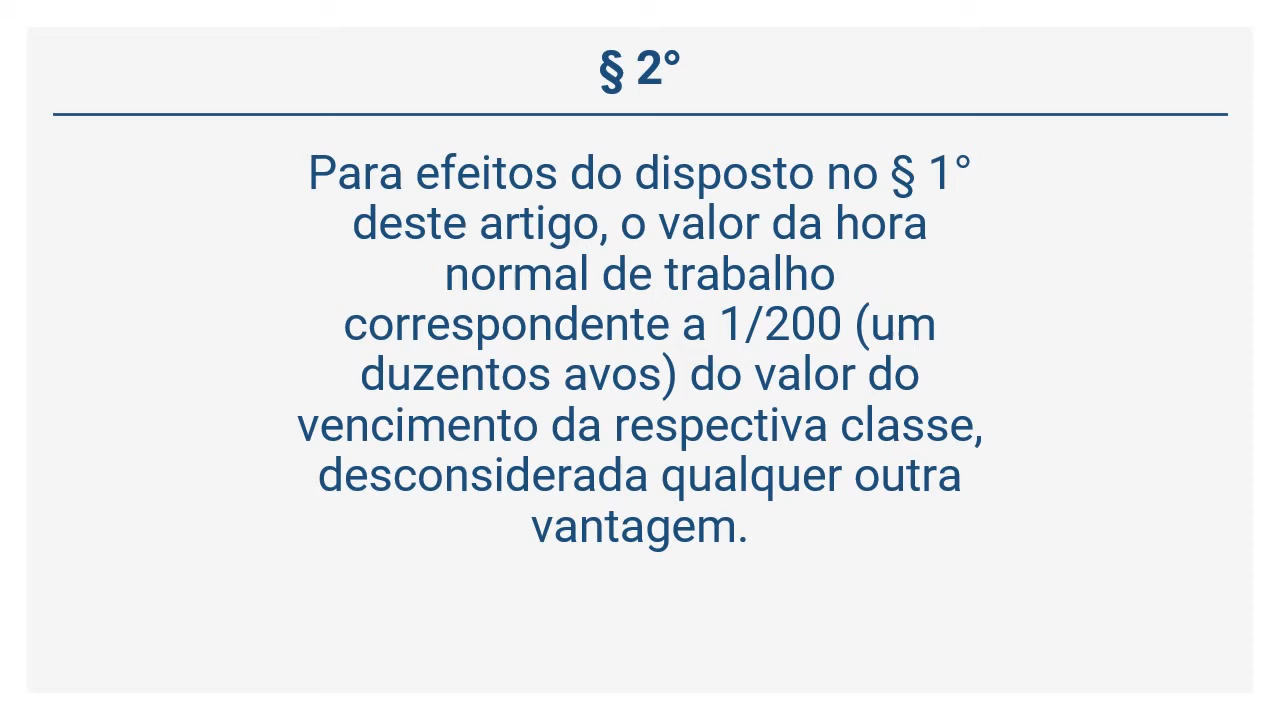 § 2°
Para efeitos do disposto no § 1°
deste artigo, o valor da hora
normal de trabalho
correspondente a 1/200 (um
duzentos avos) do valor do
vencimento da respectiva classe,
desconsiderada qualquer outra
vantagem.